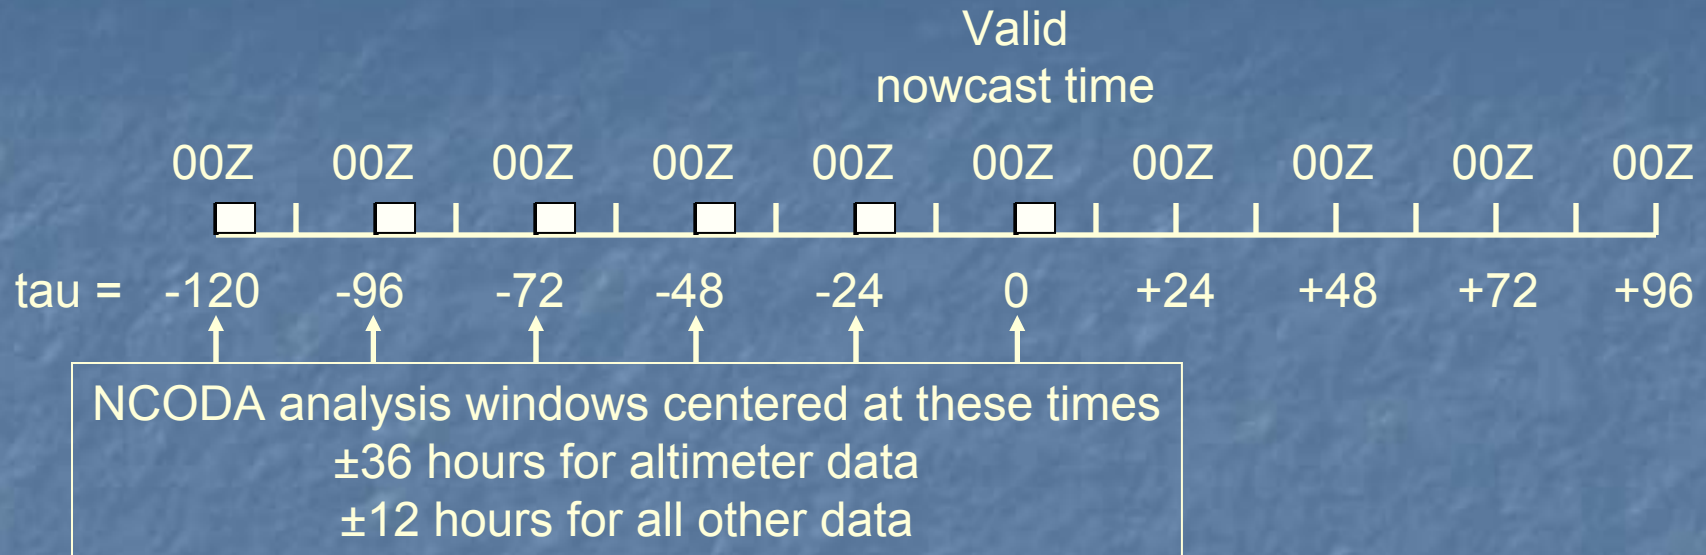 Valid
nowcast time
00Z 00Z 00Z 00Z 00Z 00Z 00Z 00Z 00Z 00Z
tau = -120 -96 -72 -48 -24 0 +24 +48 +72 +96
NCODA analysis windows centered at these times
±36 hours for altimeter data
±12 hours for all other data